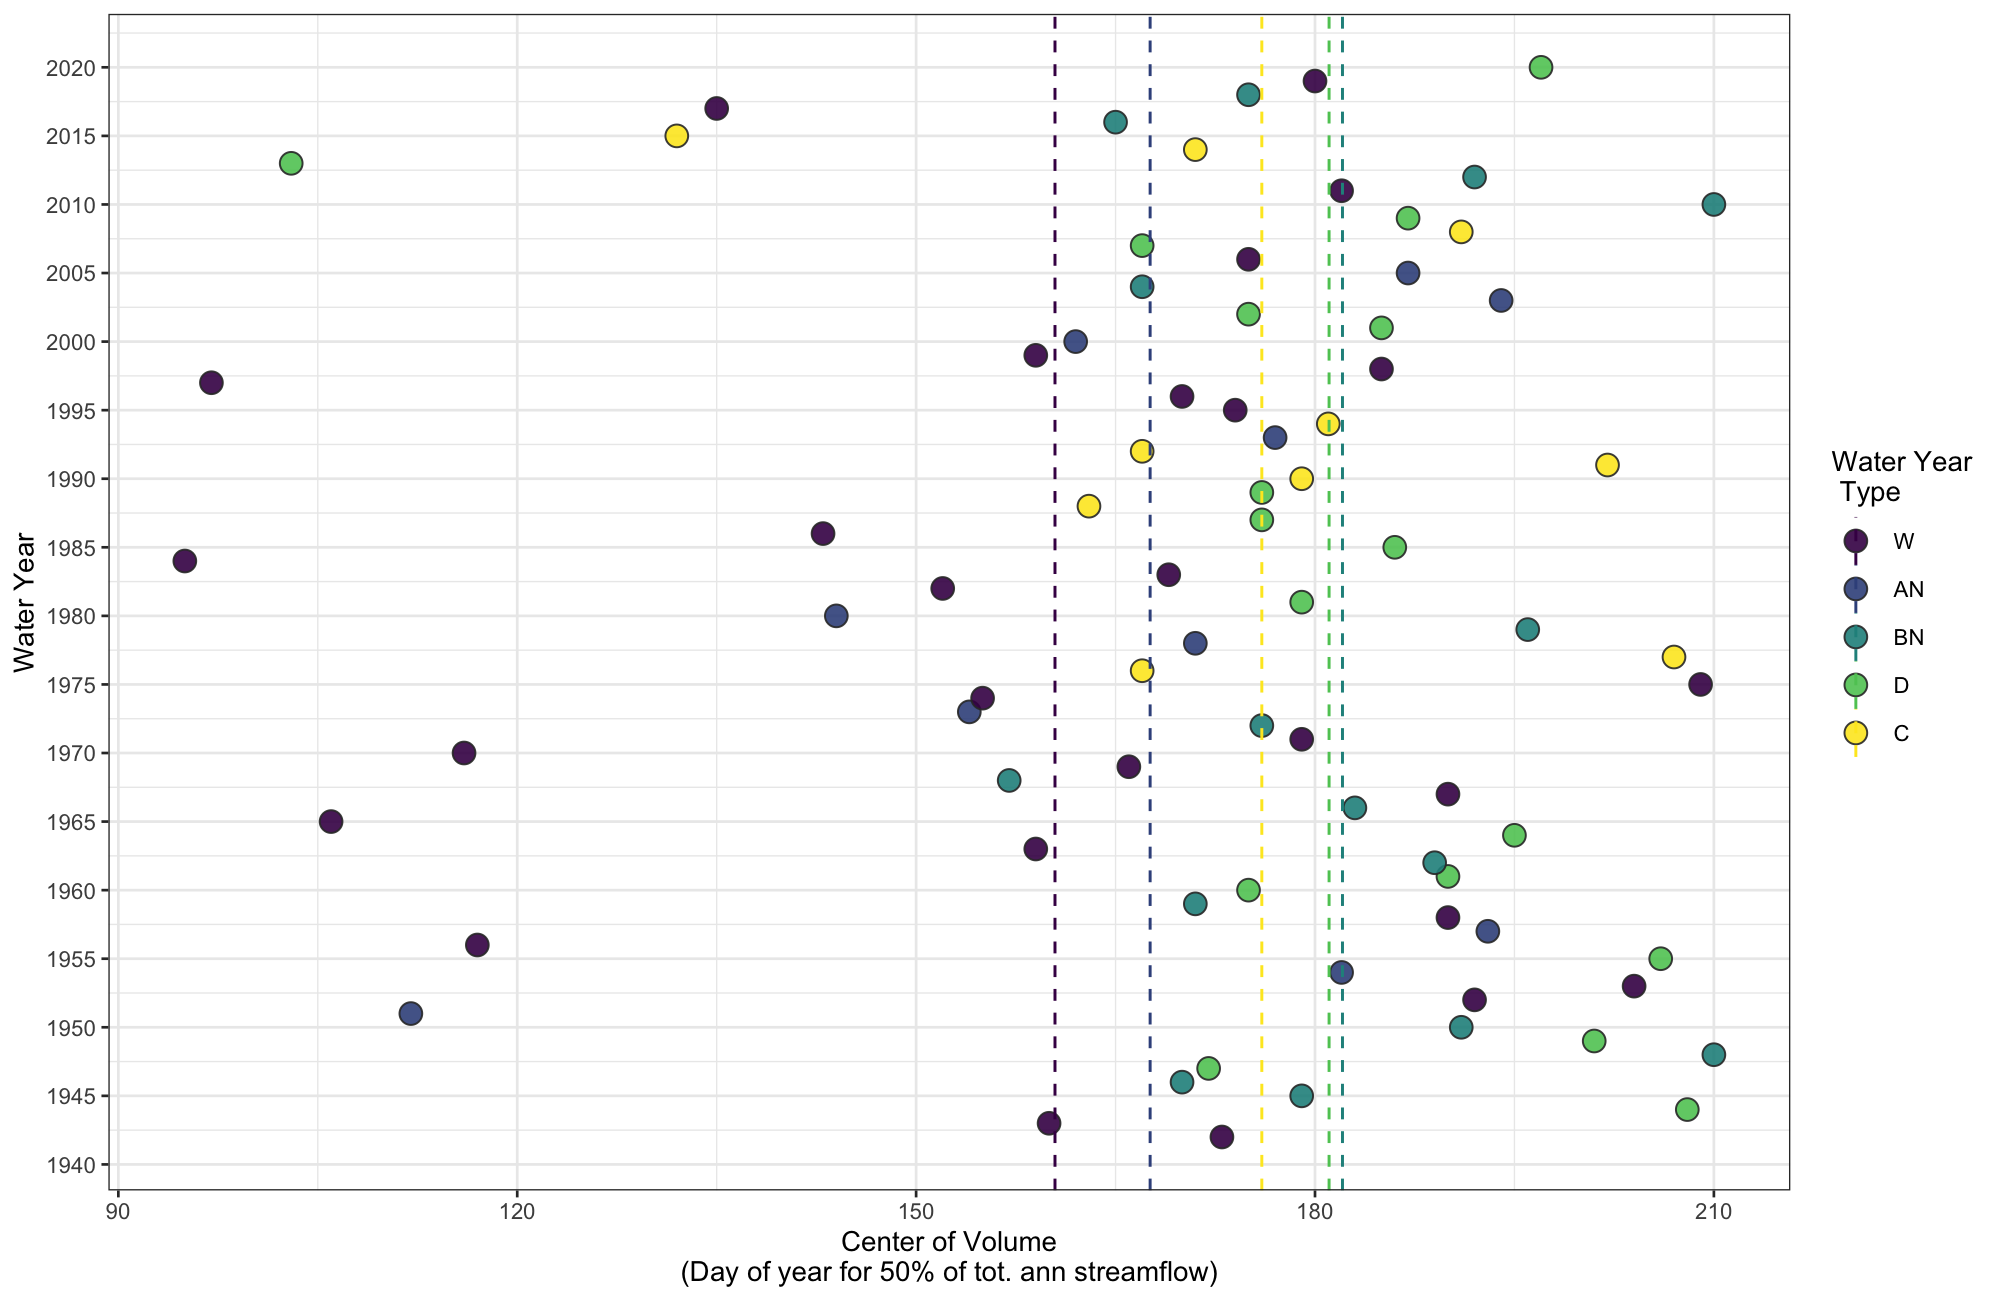 2020
2015
2010
2005
2000
1995
1990
1985
1980
1975
1970
1965
1960
1955
1950
1945
1940
Water Year
90 120 150 180 210
Center of Volume
(Day of year for 50% of tot. ann streamflow)
Water Year
Type
W
AN
BN
D
C